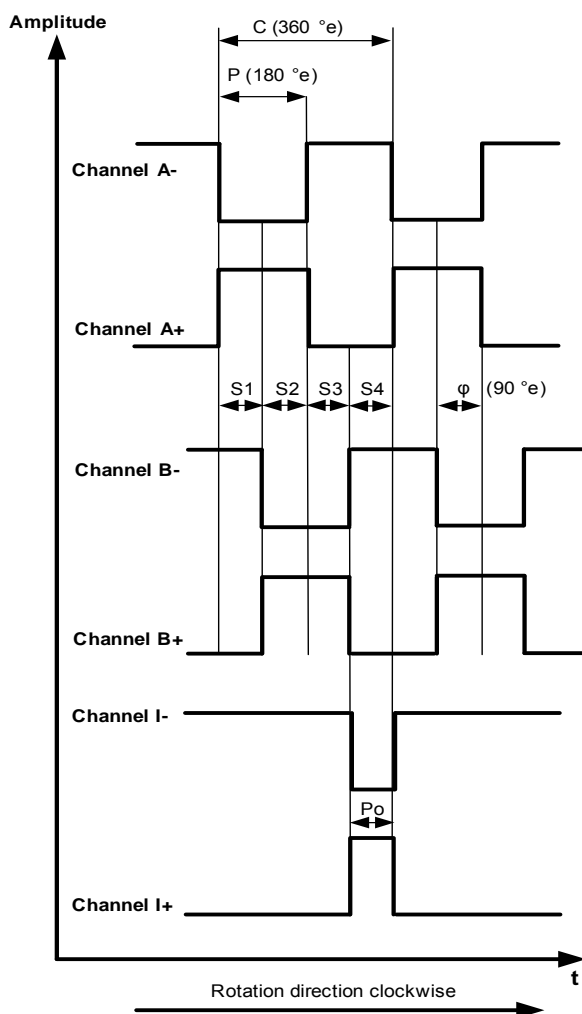 Amplitude
C (360 °e)
P (180 °e)
Channel A-
Channel A+
S1 S2 S3 S4 φ (90 °e)
Channel B-
Channel B+
Channel I-
Po
Channel I+
t
Rotation direction clockwise